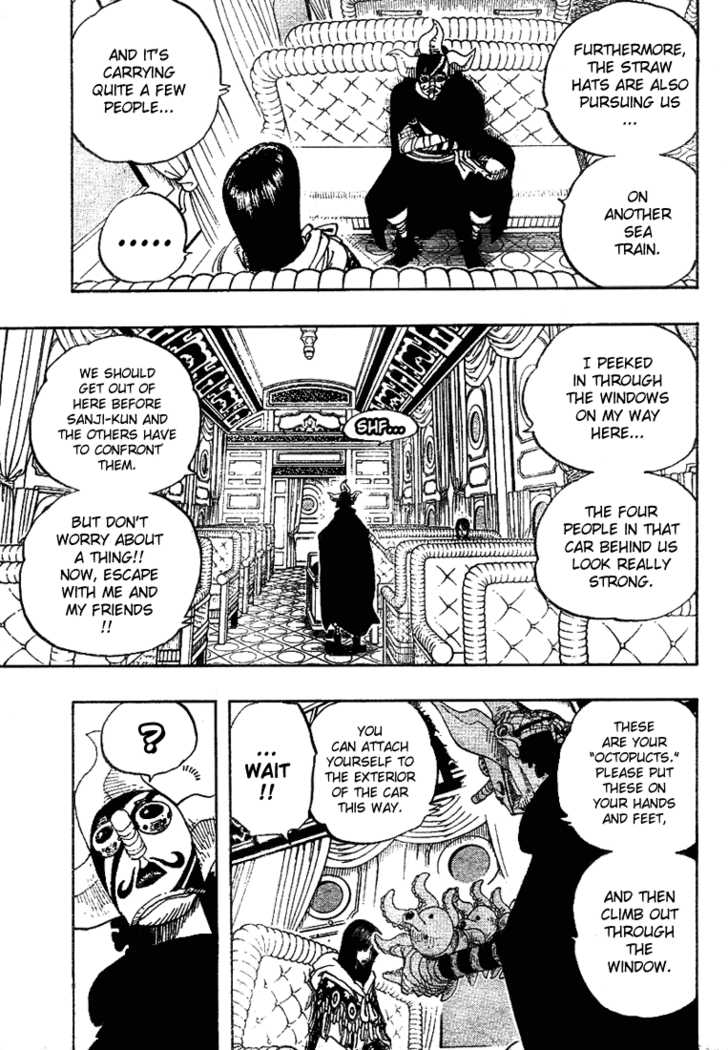 FURTHERMORE,
THE STRAW
HATS ARE ALSO
PURSUING US
...
ON
ANOTHER
SEA
TRAIN.
AND IT'S
CARRYING
QUITE A FEW
PEOPLE...
.....
I PEEKED
IN THROUGH
THE WINDOWS
ON MY WAY
HERE...
THE FOUR
PEOPLE IN THAT
CAR BEHIND US
LOOK REALLY
STRONG.
SHF...
WE SHOULD
GET OUT OF
HERE BEFORE
SANJI-KUN AND
THE OTHERS HAVE
TO CONFRONT
THEM.
BUT DON'T
WORRY ABOUT
A THING!!
NOW, ESCAPE
WITH ME AND
MY FRIENDS
!!
THESE
ARE YOUR
"OCTOPUCTS."
PLEASE PUT
THESE ON
YOUR HANDS
AND FEET,
AND THEN
CLIMB OUT
THROUGH
THE
WINDOW.
YOU
CAN ATTACH
YOURSELF TO
THE EXTERIOR
OF THE CAR
THIS WAY.
...
WAIT
!!
?